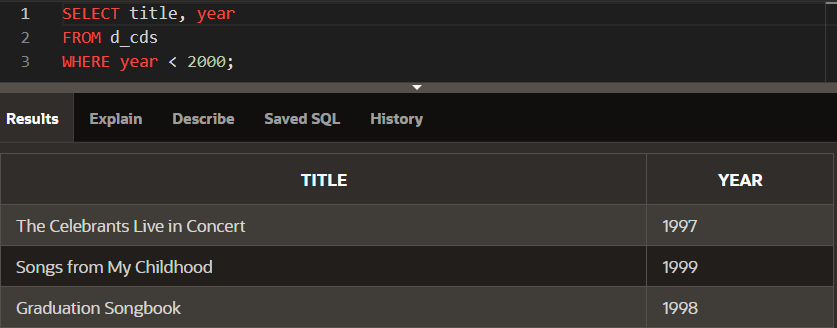 1 SELECT title, year
2 FROM d_cds
3 WHERE year < 2000;
Results Explain Describe Saved SQL History
TITLE YEAR
The Celebrants Live in Concert 1997
Songs from My Childhood 1999
Graduation Songbook 1998